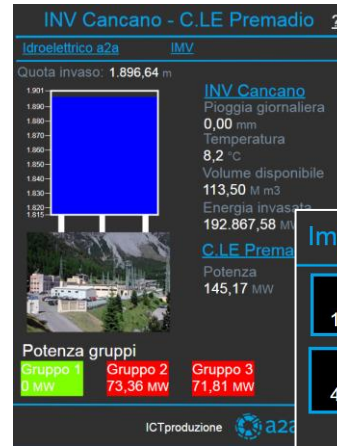 INV Cancano - C.LE Premadio
Idroelettrico a2a IMV
Quota invaso: 1.896,64 m
1.901
1.890
1.880
1.870
1.860
1.850
1.840
1.830
1.820
1.815
INV Cancano
Pioggia giornaliera
0,00 mm
Temperatura
8,2 °C
Volume disponibile
113,50 M m3
Energia invasata
192.867,58 MW
C.LE Prema
Potenza
145,17 MW
Im
1
4
Potenza gruppi
Gruppo 1 Gruppo 2 Gruppo 3
0 MW 73,36 MW 71,81 MW
ICTproduzione a2a